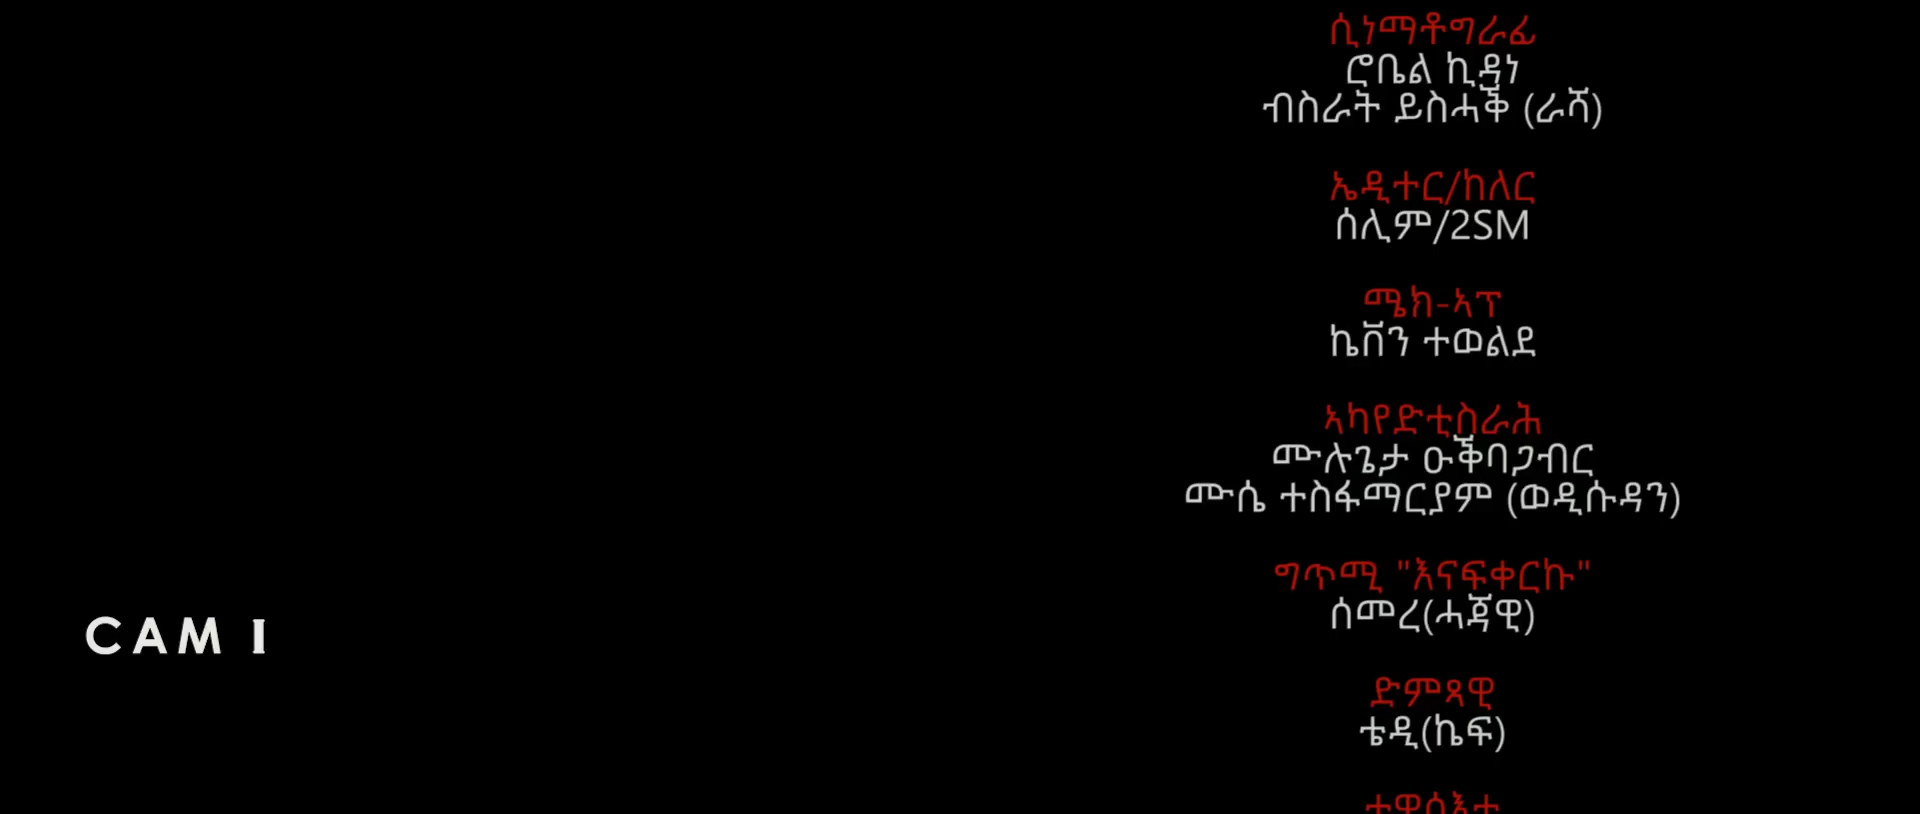 ሲነማቶግራፊ
ሮቤል ኪዳነ
ብስራት ይስሓቕ (ራሻ)
ኤዲተር/ከለር
ሰሊም/2SM
ሜክ-ኣፕ
ኬቨን ተወልደ
ኣካየድቲስራሕ
ሙሉጌታ ዑቕባጋብር
ሙሴ ተስፋማርያም (ወዲሱዳን)
ግጥሚ "እናፍቀርኩ"
ሰመረ(ሓጃዊ)
CAM I
ድምጻዊ
ቴዲ(ኬፍ)